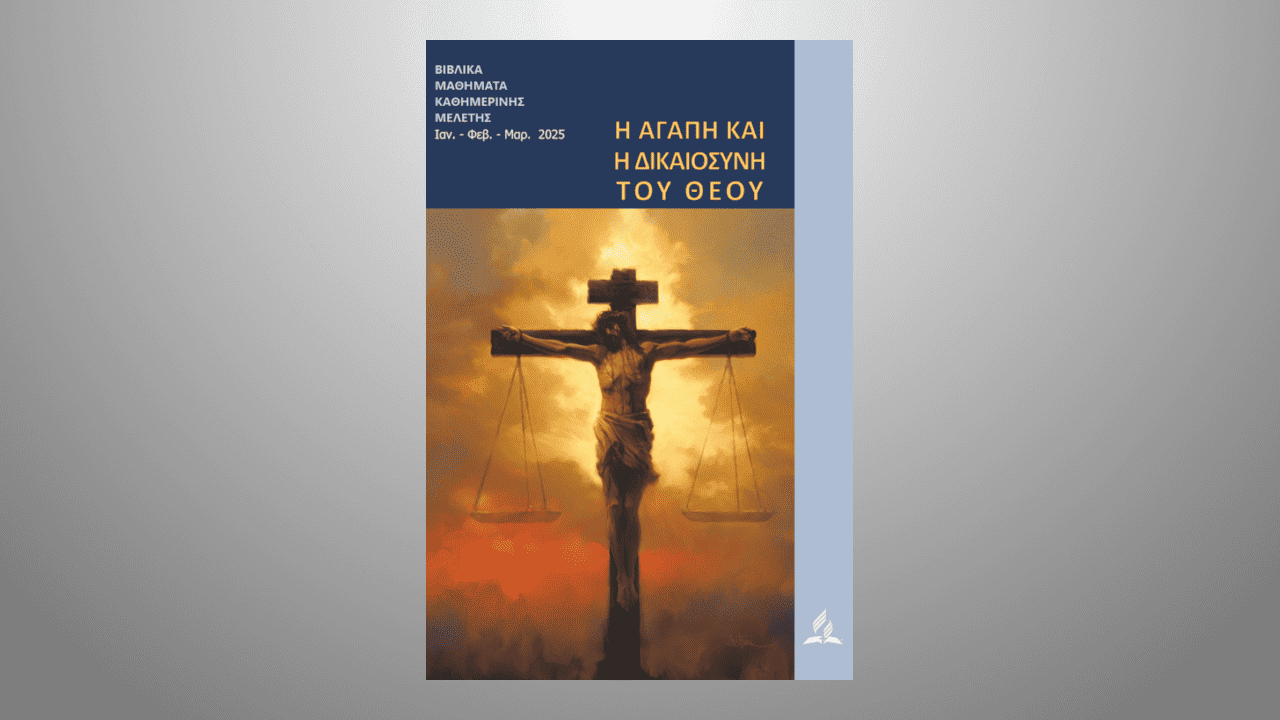 ΒΙΒΛΙΚΑ
ΜΑΘΗΜΑΤΑ
ΚΑΘΗΜΕΡΙΝΗΣ
ΜΕΛΕΤΗΣ
Ιαν. - Φεβ. - Μαρ. 2025
Η ΑΓΑΠΗ ΚΑΙ
Η ΔΙΚΑΙΟΣΥΝΗ
ΤΟΥ ΘΕΟΥ